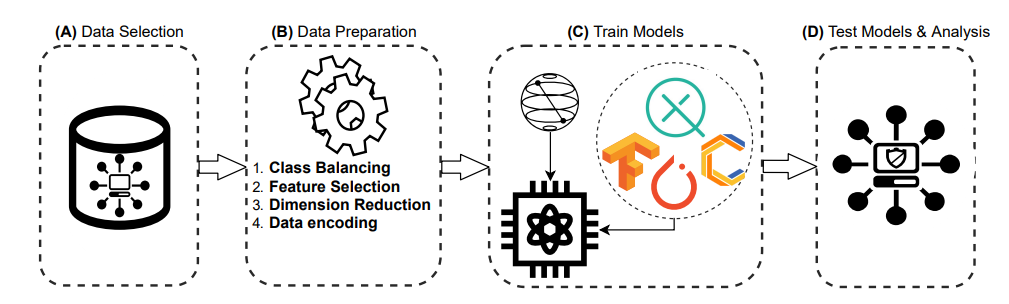 (A) Data Selection
(B) Data Preparation
(C) Train Models
(D) Test Models & Analysis
1. Class Balancing
2. Feature Selection
3. Dimension Reduction
4. Data encoding